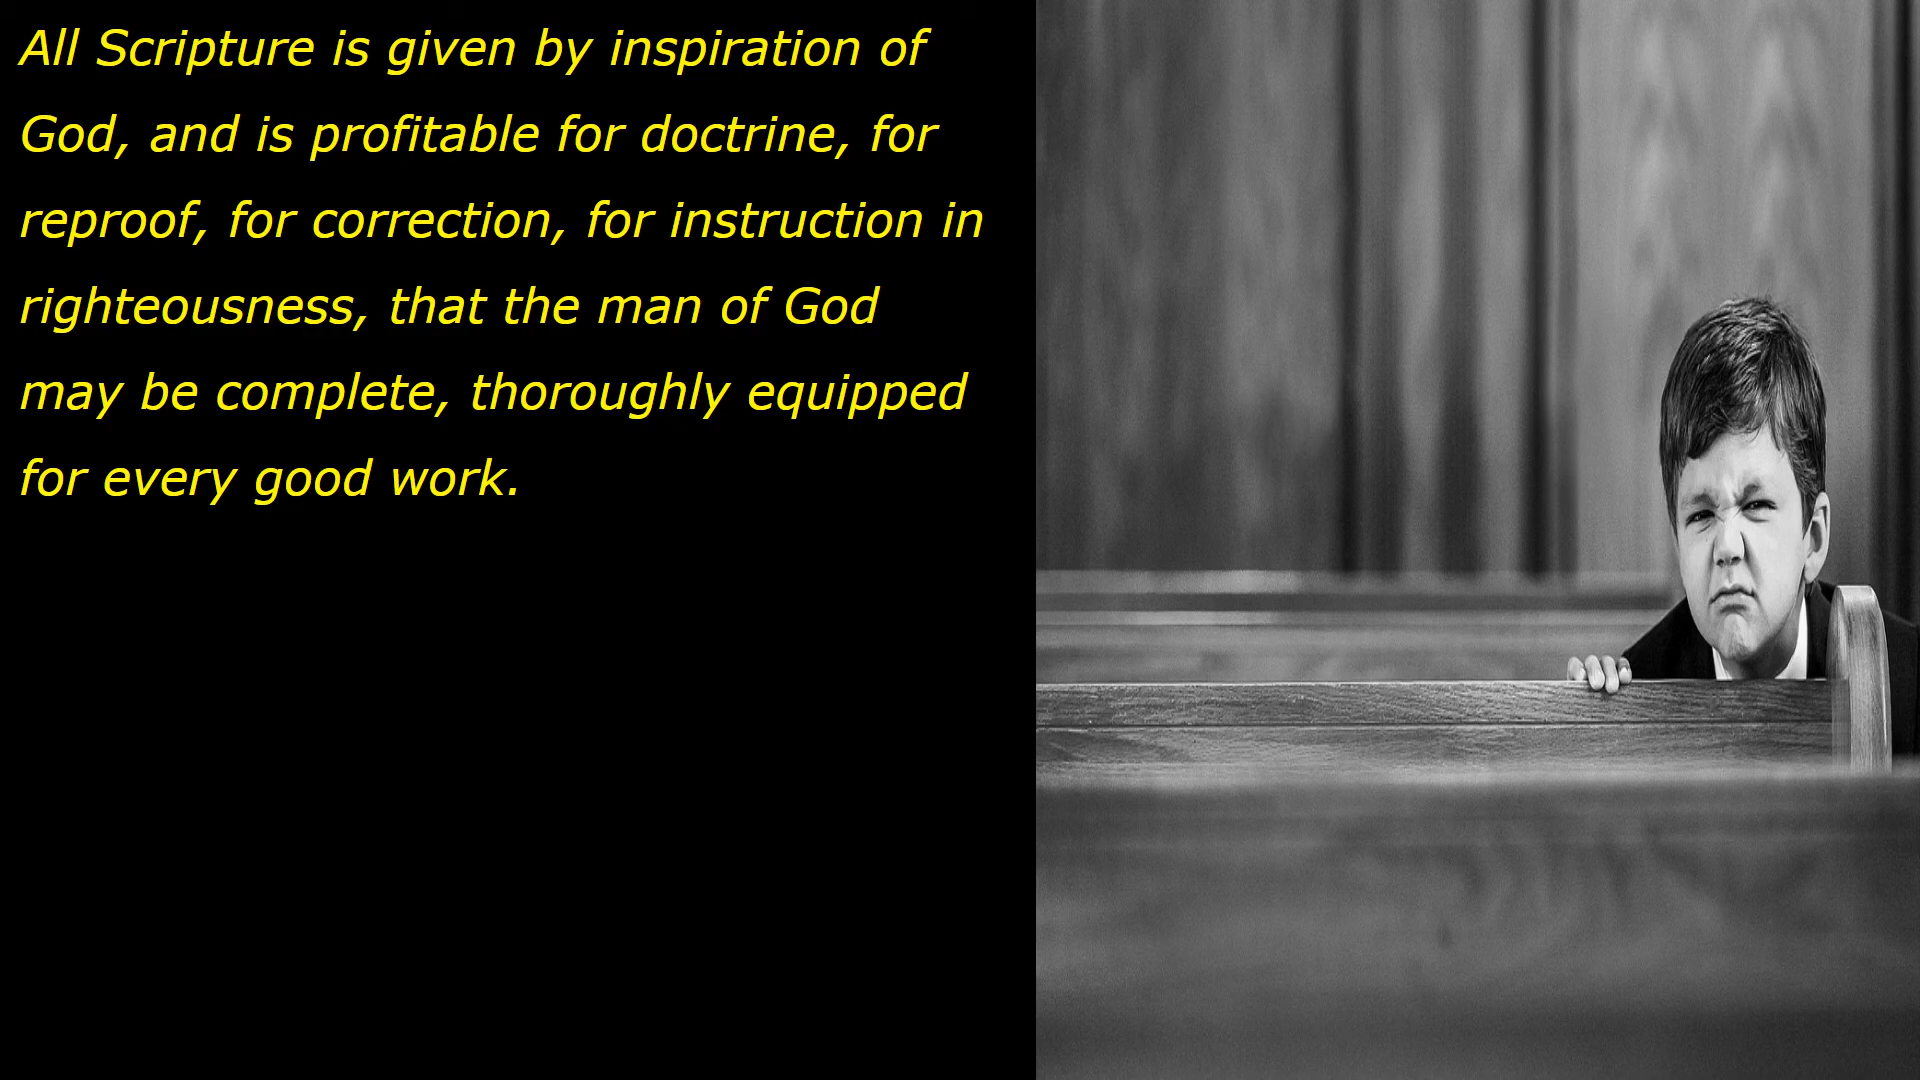 All Scripture is given by inspiration of
God, and is profitable for doctrine, for
reproof, for correction, for instruction in
righteousness, that the man of God
may be complete, thoroughly equipped
for every good work.